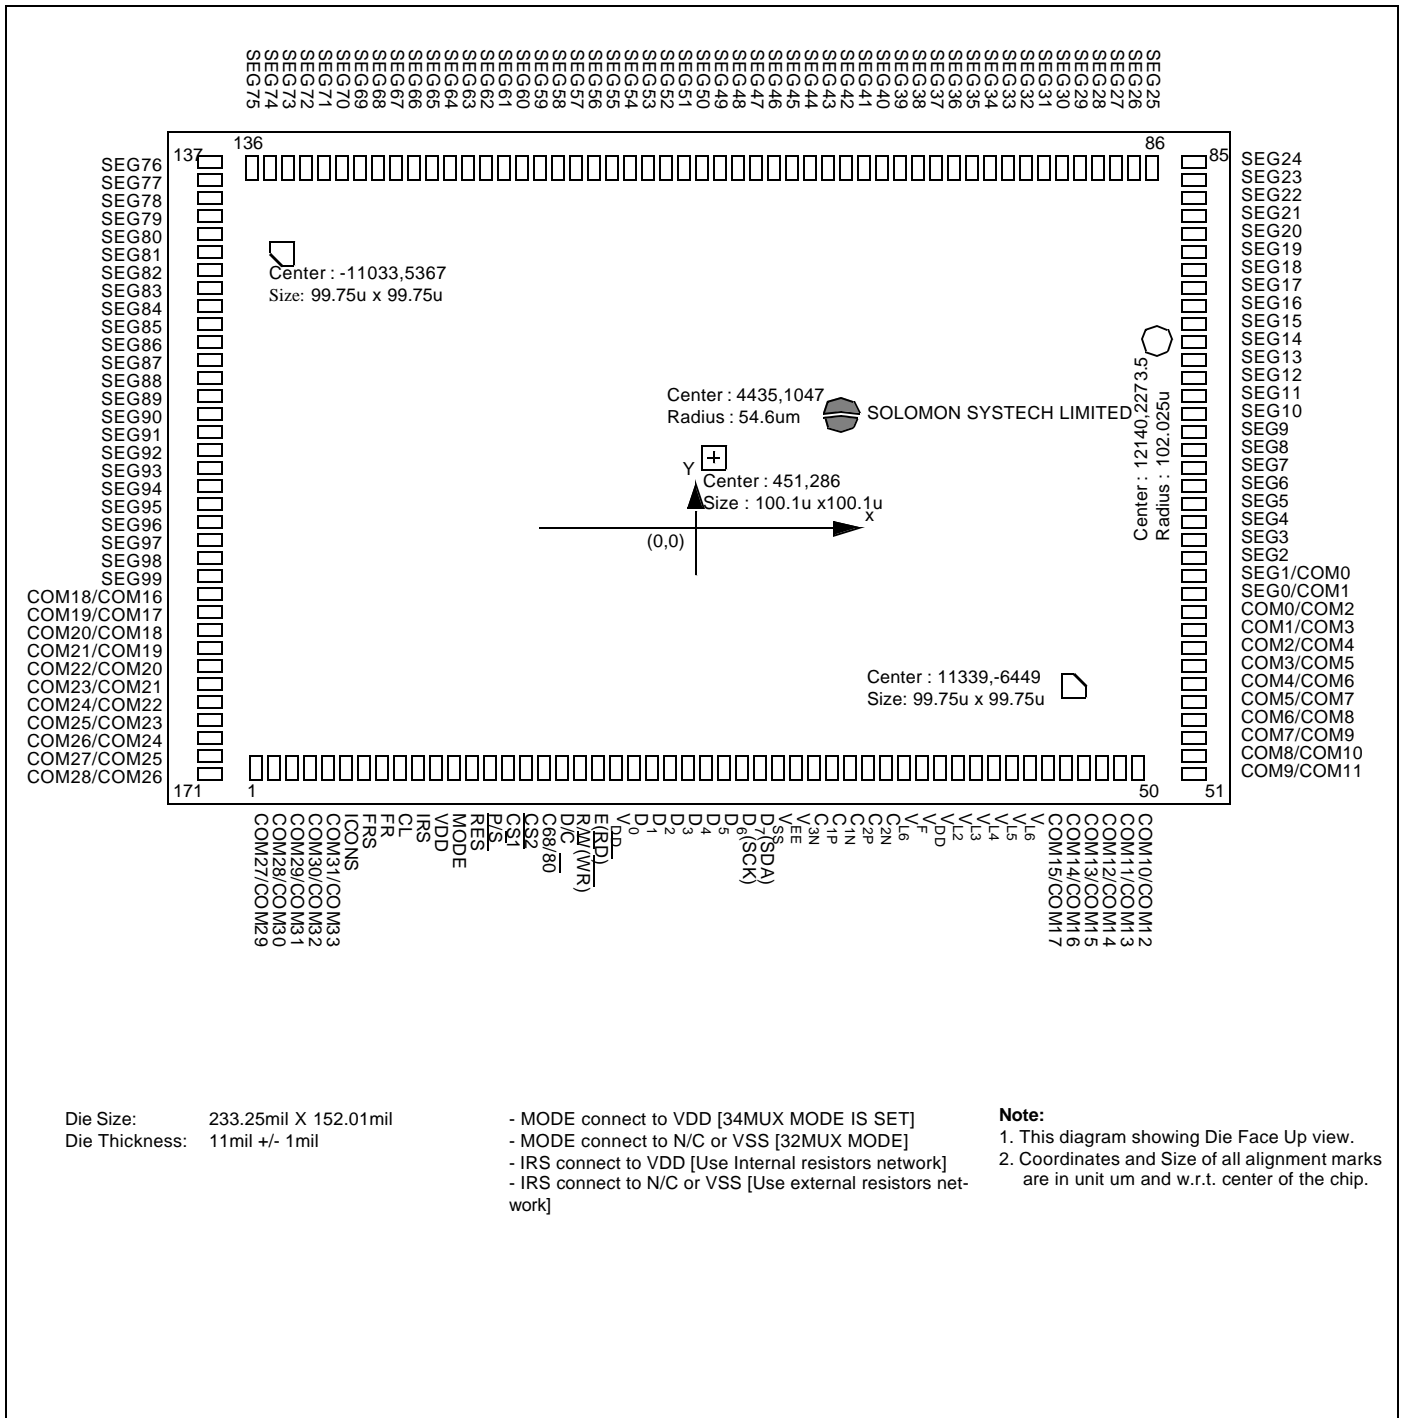 SEG75
SEG74
SEG73
SEG72
SEG71
SEG70
SEG69
SEG68
SEG67
SEG66
SEG65
SEG64
SEG63
SEG62
SEG61
SEG60
SEG59
SEG58
SEG57
SEG56
SEG55
SEG54
SEG53
SEG52
SEG51
SEG50
SEG49
SEG48
SEG47
SEG46
SEG45
SEG44
SEG43
SEG42
SEG41
SEG40
SEG39
SEG38
SEG37
SEG36
SEG35
SEG34
SEG33
SEG32
SEG31
SEG30
SEG29
SEG28
SEG27
SEG26
SEG25
137
136
86
85
SEG76
SEG77
SEG78
SEG79
SEG80
SEG81
SEG82
SEG83
SEG84
SEG85
SEG86
SEG87
SEG88
SEG89
SEG90
SEG91
SEG92
SEG93
SEG94
SEG95
SEG96
SEG97
SEG98
SEG99
COM18/COM16
COM19/COM17
COM20/COM18
COM21/COM19
COM22/COM20
COM23/COM21
COM24/COM22
COM25/COM23
COM26/COM24
COM27/COM25
COM28/COM26
Center : -11033,5367
Size: 99.75u x 99.75u
Center : 4435,1047
Radius : 54.6um
SOLOMON SYSTECH LIMITED
Center : 12140,2273.5
Radius : 102.025u
Y
Center : 451,286
Size : 100.1u x100.1u
x
(0,0)
Center : 11339,-6449
Size: 99.75u x 99.75u
SEG24
SEG23
SEG22
SEG21
SEG20
SEG19
SEG18
SEG17
SEG16
SEG15
SEG14
SEG13
SEG12
SEG11
SEG10
SEG9
SEG8
SEG7
SEG6
SEG5
SEG4
SEG3
SEG2
SEG1/COM0
SEG0/COM1
COM0/COM2
COM1/COM3
COM2/COM4
COM3/COM5
COM4/COM6
COM5/COM7
COM6/COM8
COM7/COM9
COM8/COM10
COM9/COM11
171
1
50
51
COM27/COM29
COM28/COM30
COM29/COM31
COM30/COM32
COM31/COM33
ICONS
FRS
FR
CL
IRS
VDD
MODE
RES
P/S
CS1
CS2
C68/80
D/C
R/W(WR)
E(RD)
VDD
D0
D1
D2
D3
D4
D5
D6(SCK)
D7(SDA)
VSS
VEE
C3N
C1P
C1N
C2P
C2N
VL6
VF
VDD
VL2
VL3
VL4
VL5
VL6
COM15/COM17
COM14/COM16
COM13/COM15
COM12/COM14
COM11/COM13
COM10/COM12
Die Size: 233.25mil X 152.01mil
Die Thickness: 11mil +/- 1mil
- MODE connect to VDD [34MUX MODE IS SET]
- MODE connect to N/C or VSS [32MUX MODE]
- IRS connect to VDD [Use Internal resistors network]
- IRS connect to N/C or VSS [Use external resistors net-
work]
Note:
1. This diagram showing Die Face Up view.
2. Coordinates and Size of all alignment marks
are in unit um and w.r.t. center of the chip.